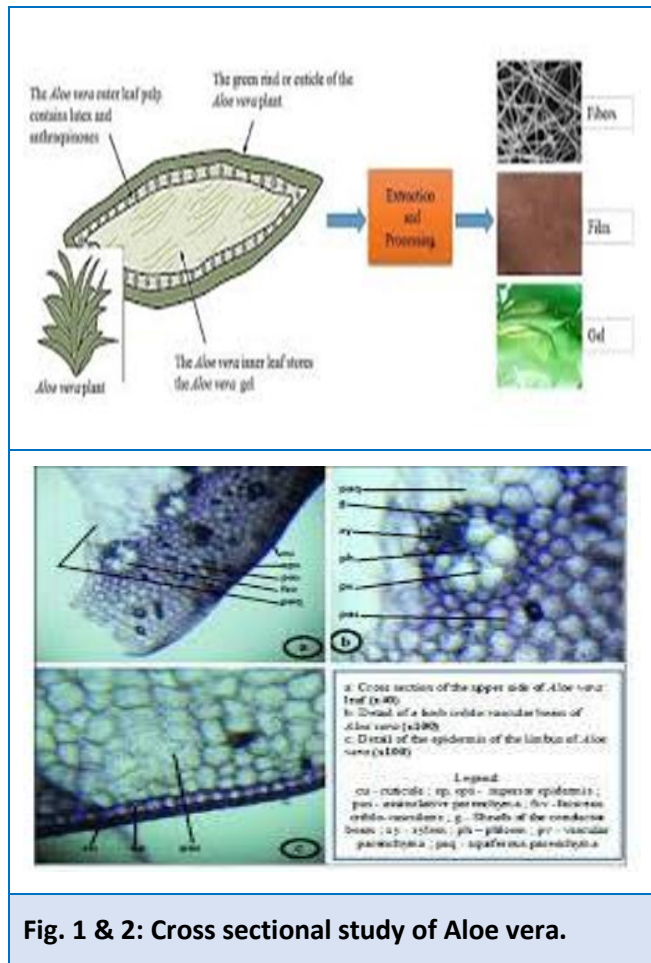 The green rind or cuticle of the
Aloe vera plant
The Aloe vera outer leaf pulp
contains latex and
anthraquinones
Fibers
Extraction
and
Processing
Film
Gel
The Aloe vera inner leaf stores
the Aloe vera gel
Aloe vera plant
a
b
c
a: Cross section of the upper side of Aloe vera
leaf (x40)
b: Detail of a
vascular beam of
Aloe vera (x100)
c: Detail of the epidermis of the limbus of Aloe
vera (x100)
Legend:
cu - cuticule ; ep, eps - superior epidermis ;
pas - assimilative parenchyma ;
g - Sheath of the conductor
beam ; xy - xylem ; ph - phloem ; pv - vascular
parenchyma ; paq - aquiferous parenchyma
Fig. 1 & 2: Cross sectional study of Aloe vera.